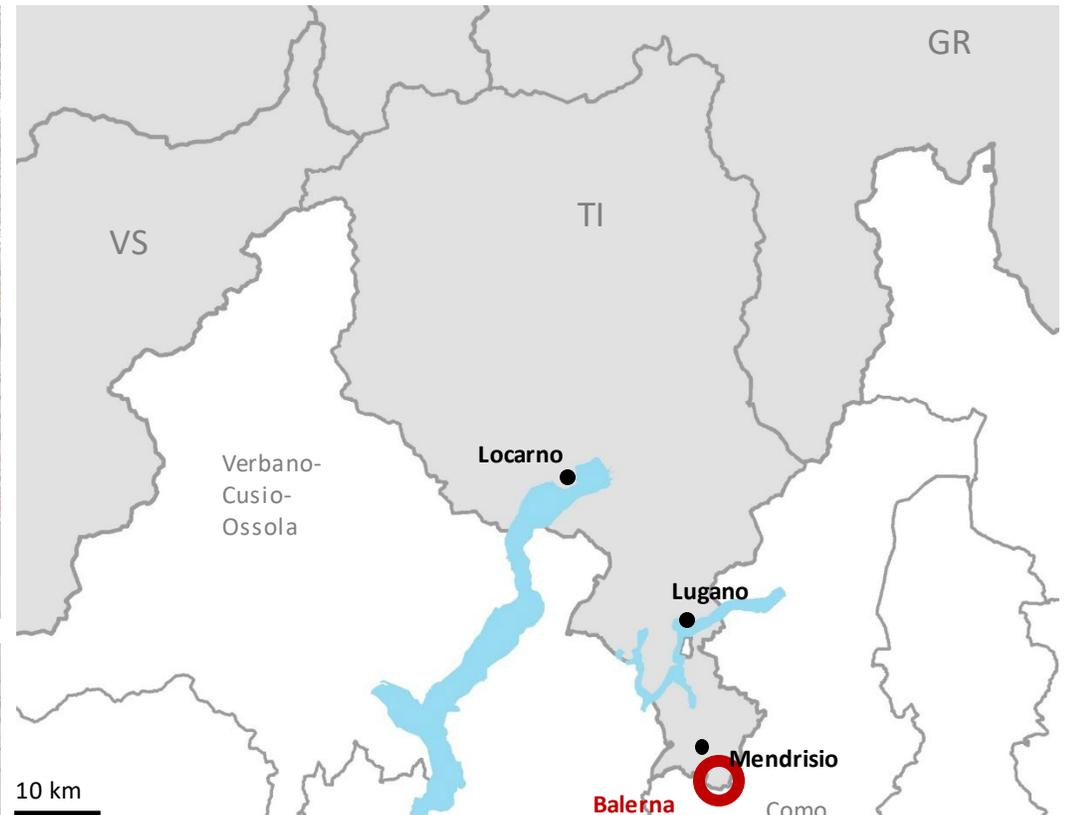 GR
TI
VS
Locarno
Verbano-
Cusio-
Ossola
Lugano
Mendrisio
10 km
Balerna
Como